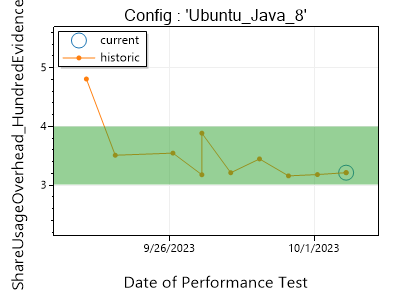 Config : 'Ubuntu_Java_8'
current
historic
5
4
3
ShareUsageOverhead_HundredEvidence
9/26/2023
10/1/2023
Date of Performance Test